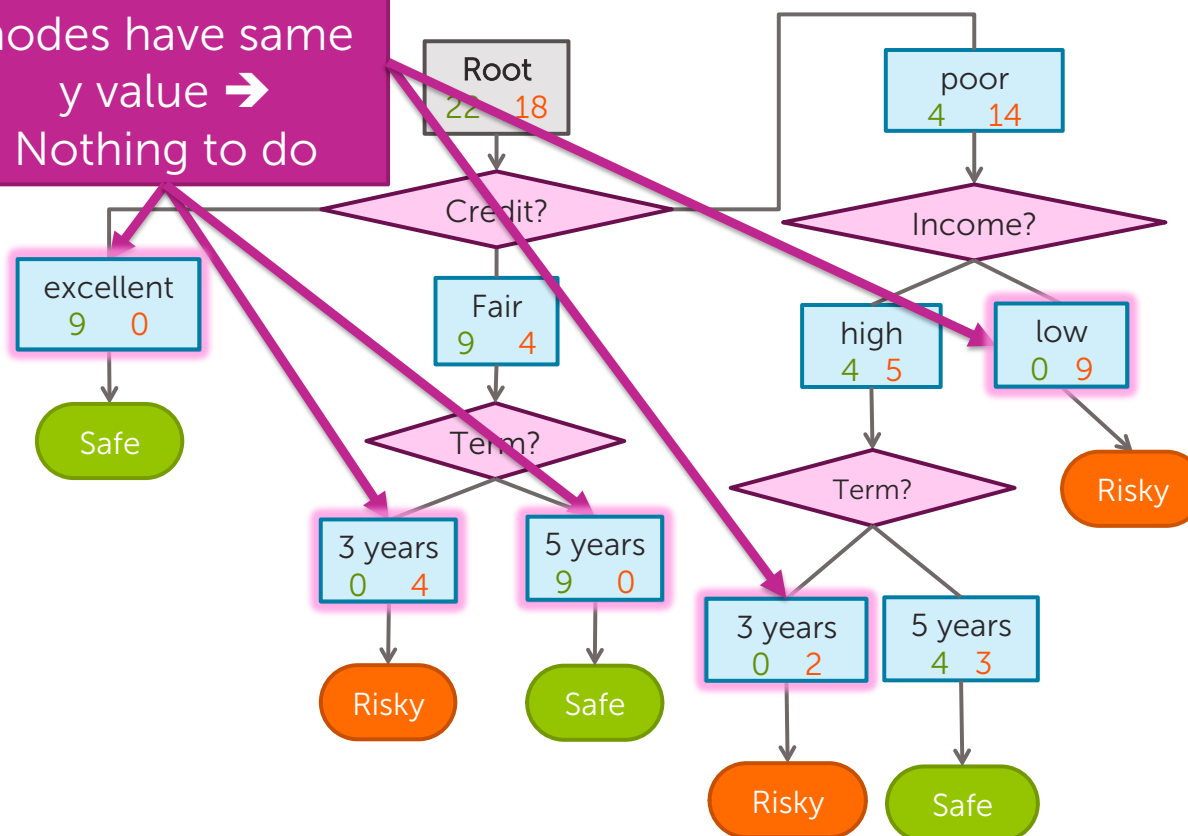 nodes have same
y value ➔
Nothing to do
Root
22 18
poor
4 14
Credit?
Income?
excellent
9 0
Fair
9 4
high
4 5
low
0 9
Safe
Term?
Term?
Risky
3 years
0 4
5 years
9 0
3 years
0 2
5 years
4 3
Risky
Safe
Risky
Safe